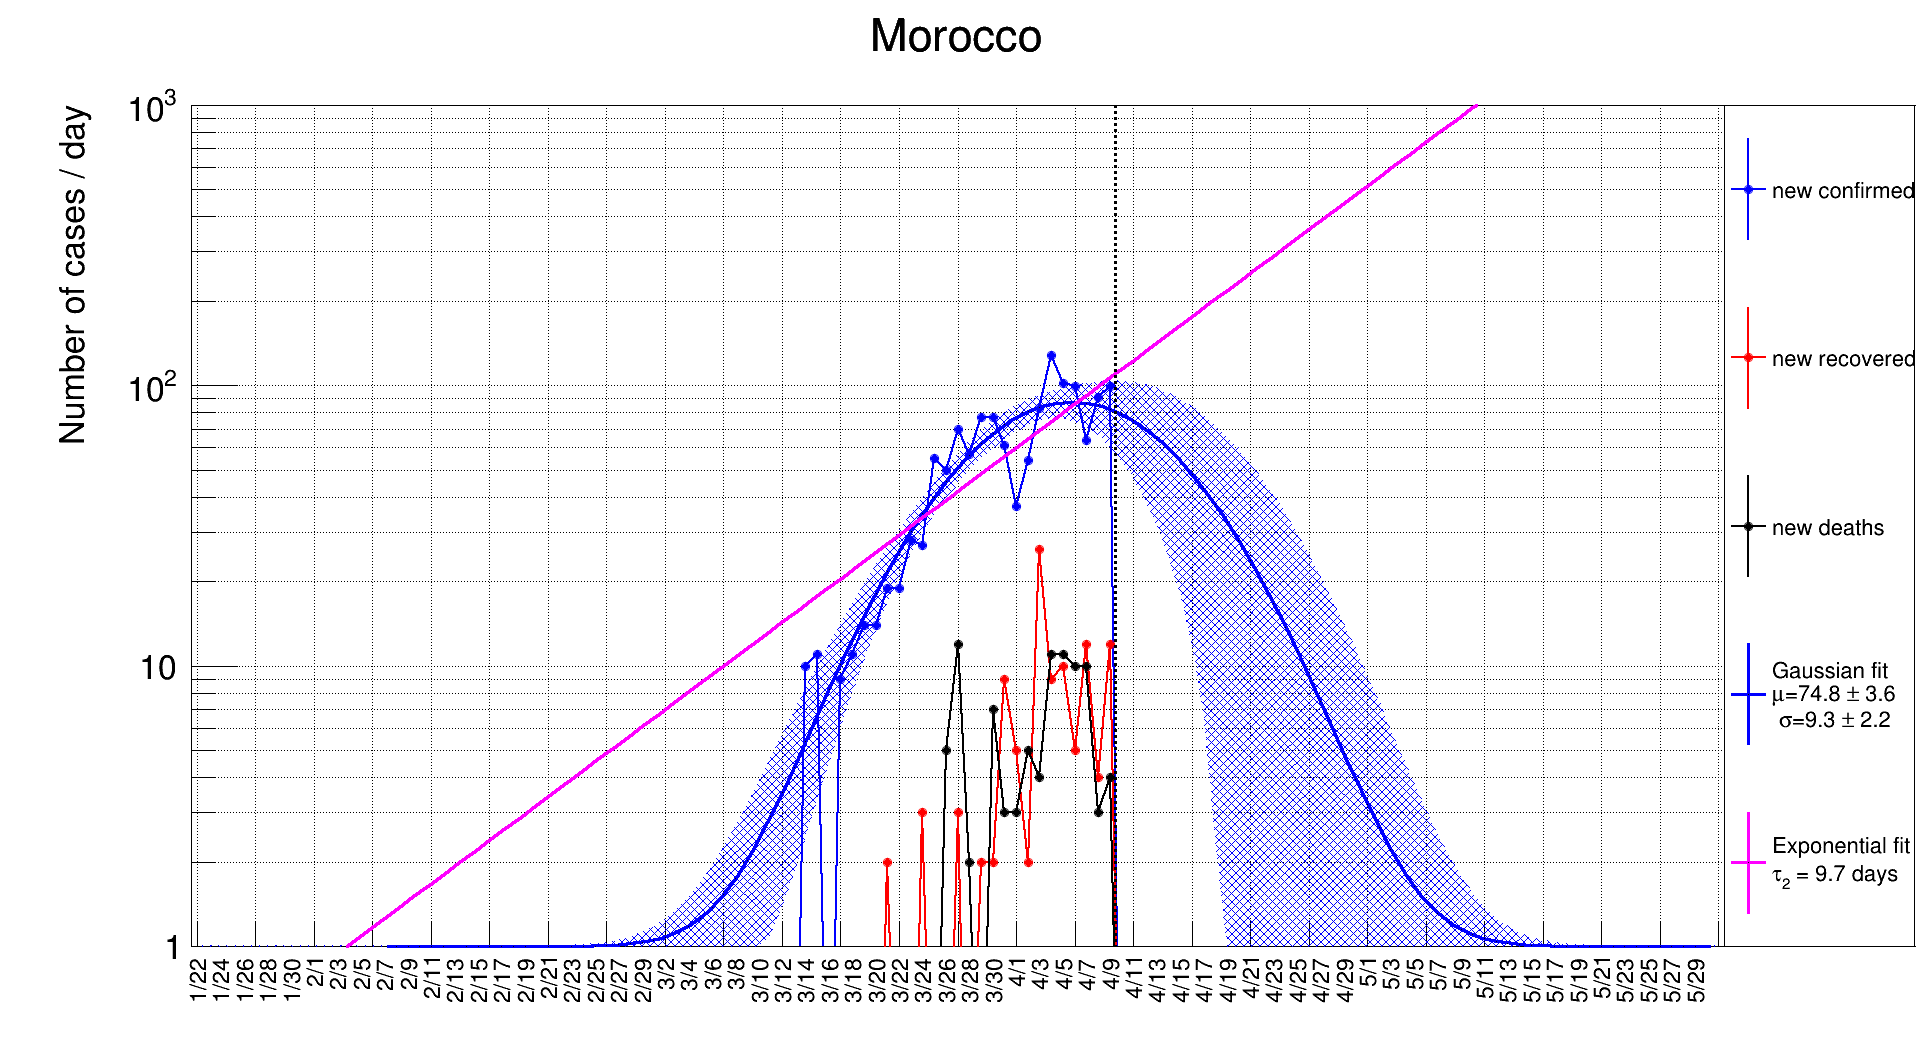 Morocco
Number of cases / day
10³
10²
10
1
1/22 1/24 1/26 1/28 1/30 2/1 2/3 2/5 2/7 2/9 2/11 2/13 2/15 2/17 2/19 2/21 2/23 2/25 2/27 2/29 3/2 3/4 3/6 3/8 3/10 3/12 3/14 3/16 3/18 3/20 3/22 3/24 3/26 3/28 3/30 4/1 4/3 4/5 4/7 4/9 4/11 4/13 4/15 4/17 4/19 4/21 4/23 4/25 4/27 4/29 5/1 5/3 5/5 5/7 5/9 5/11 5/13 5/15 5/17 5/19 5/21 5/23 5/25 5/27 5/29
new confirmed
new recovered
new deaths
Gaussian fit
μ=74.8 ± 3.6
σ=9.3 ± 2.2
Exponential fit
τ₂ = 9.7 days